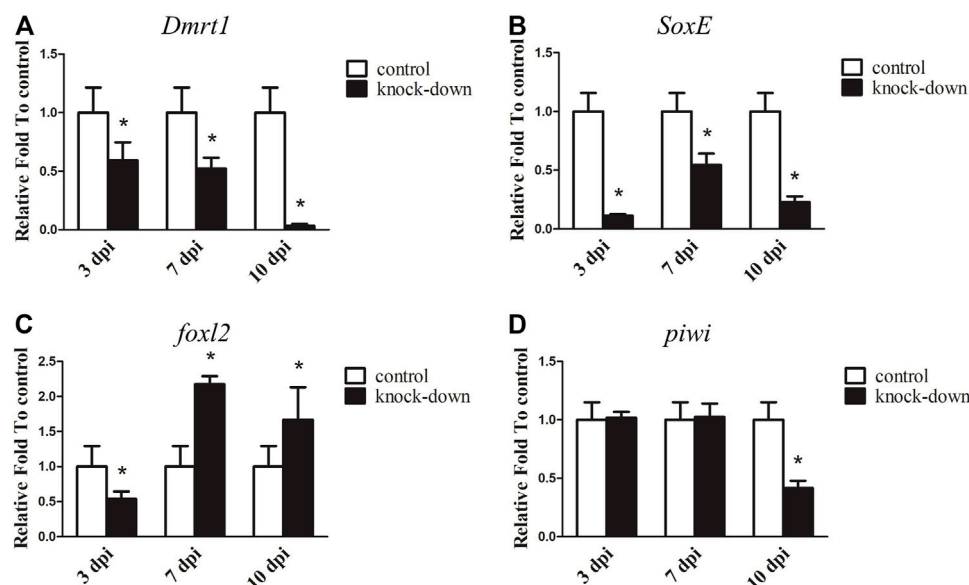 A
Dmrt1
Relative Fold To control
1.5
1.0
0.5
0.0
*
*
*
3 dpi
7 dpi
10 dpi
control
knock-down
B
SoxE
Relative Fold To control
1.5
1.0
0.5
0.0
*
*
*
3 dpi
7 dpi
10 dpi
control
knock-down
C
foxl2
Relative Fold To control
2.5
2.0
1.5
1.0
0.5
0.0
*
*
*
3 dpi
7 dpi
10 dpi
control
knock-down
D
piwi
Relative Fold To control
1.5
1.0
0.5
0.0
*
3 dpi
7 dpi
10 dpi
control
knock-down